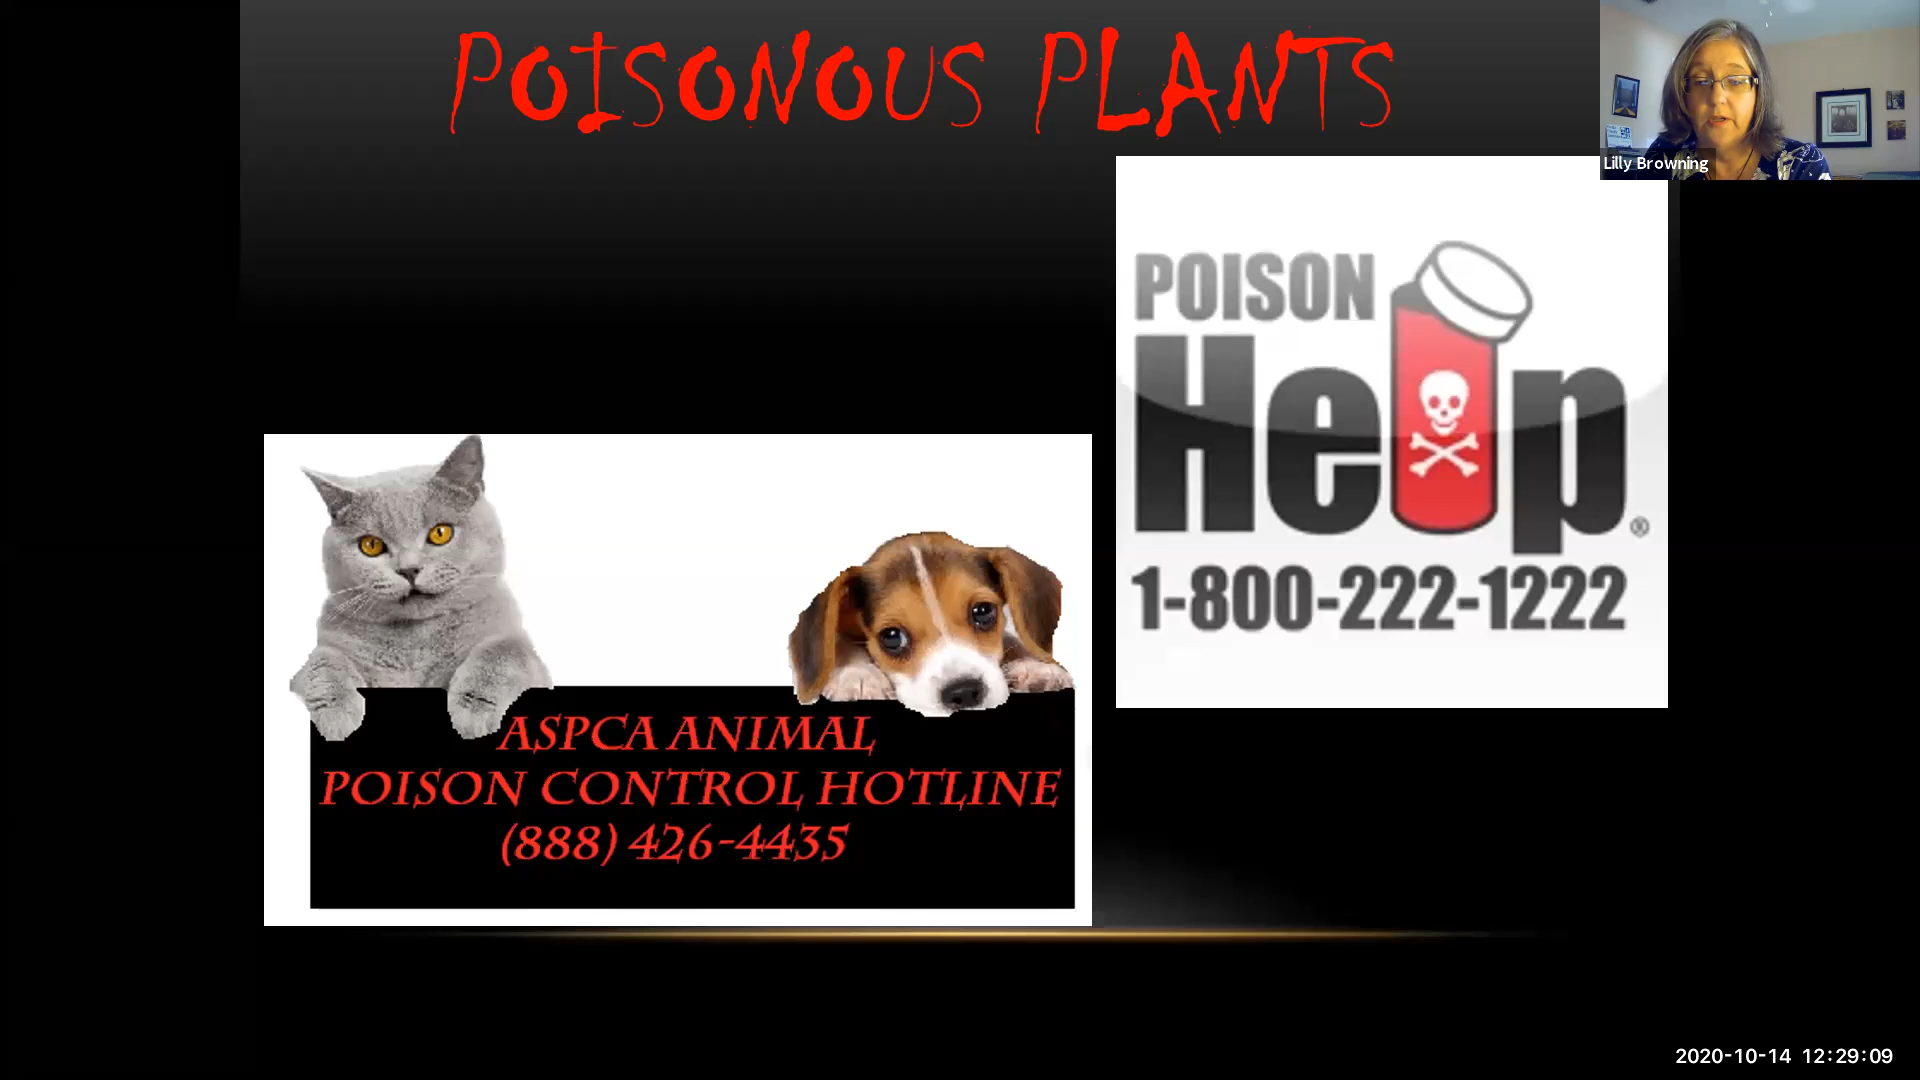 POISONOUS PLANTS
Lilly Browning
POISON
Help®
1-800-222-1222
ASPCA ANIMAL
POISON CONTROL HOTLINE
(888) 426-4435
2020-10-14 12:29:09